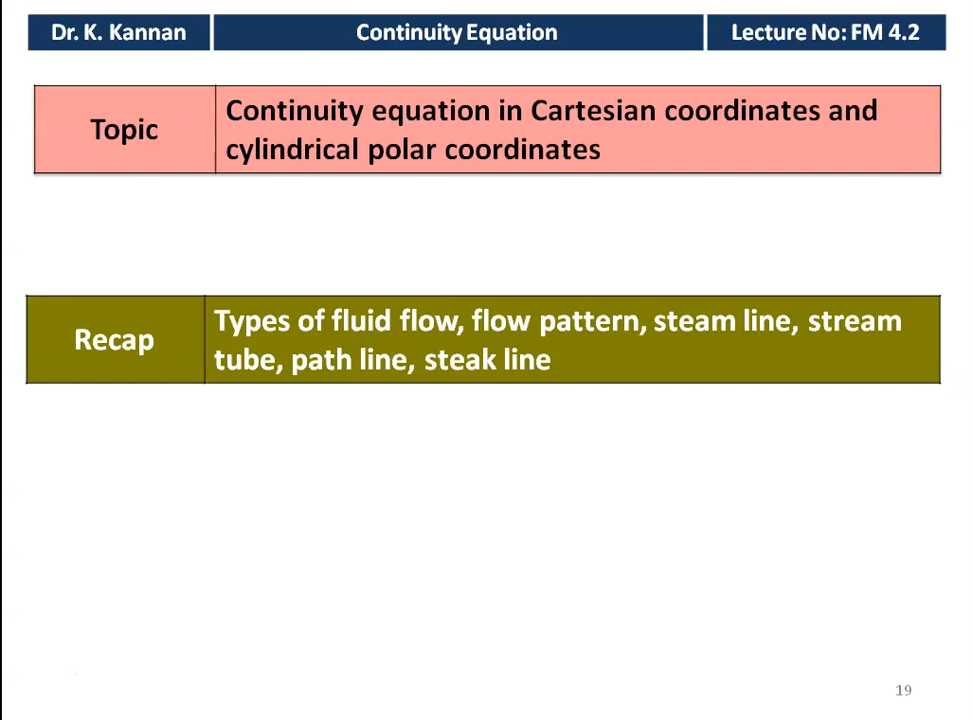 Dr. K. Kannan
Continuity Equation
Lecture No: FM 4.2
Topic
Continuity equation in Cartesian coordinates and
cylindrical polar coordinates
Recap
Types of fluid flow, flow pattern, steam line, stream
tube, path line, steak line
19